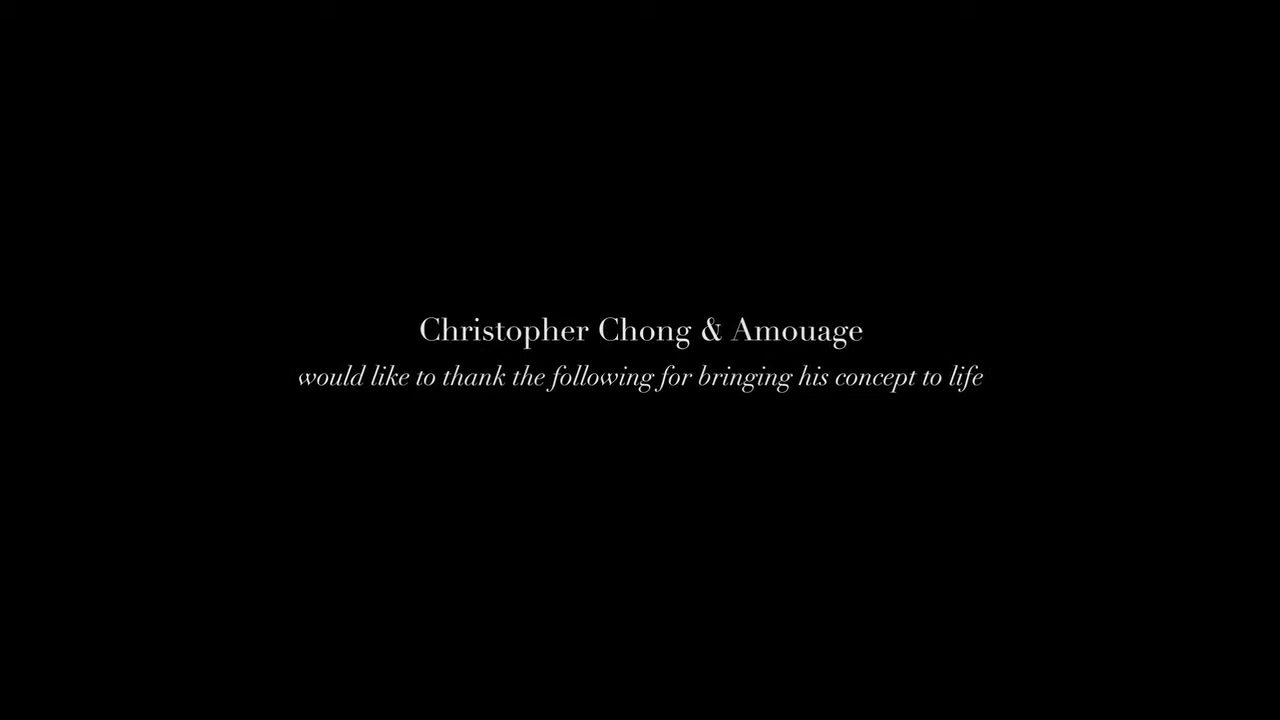 Christopher Chong & Amouage
would like to thank the following for bringing his concept to life